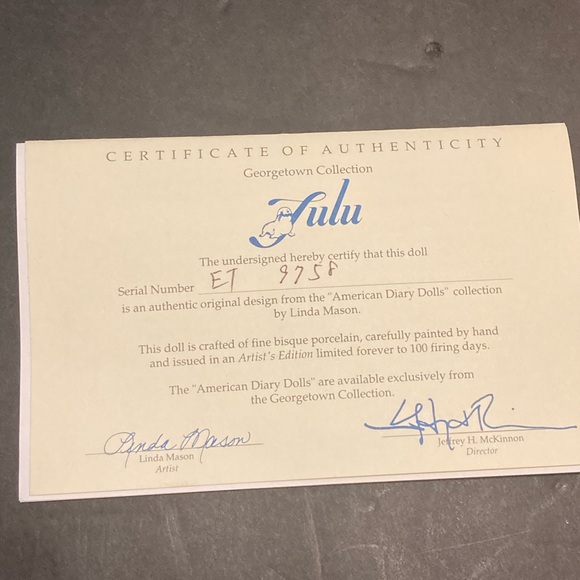 CERTIFICATE OF AUTHENTICITY
Georgetown Collection
Tulu
The undersigned hereby certify that this doll
Serial Number ET 9758
is an authentic original design from the "American Diary Dolls" collection
by Linda Mason.
This doll is crafted of fine bisque porcelain, carefully painted by hand
and issued in an Artist's Edition limited forever to 100 firing days.
The "American Diary Dolls" are available exclusively from
the Georgetown Collection.
Linda Mason
Linda Mason
Artist
Jeffrey H. McKinnon
Director